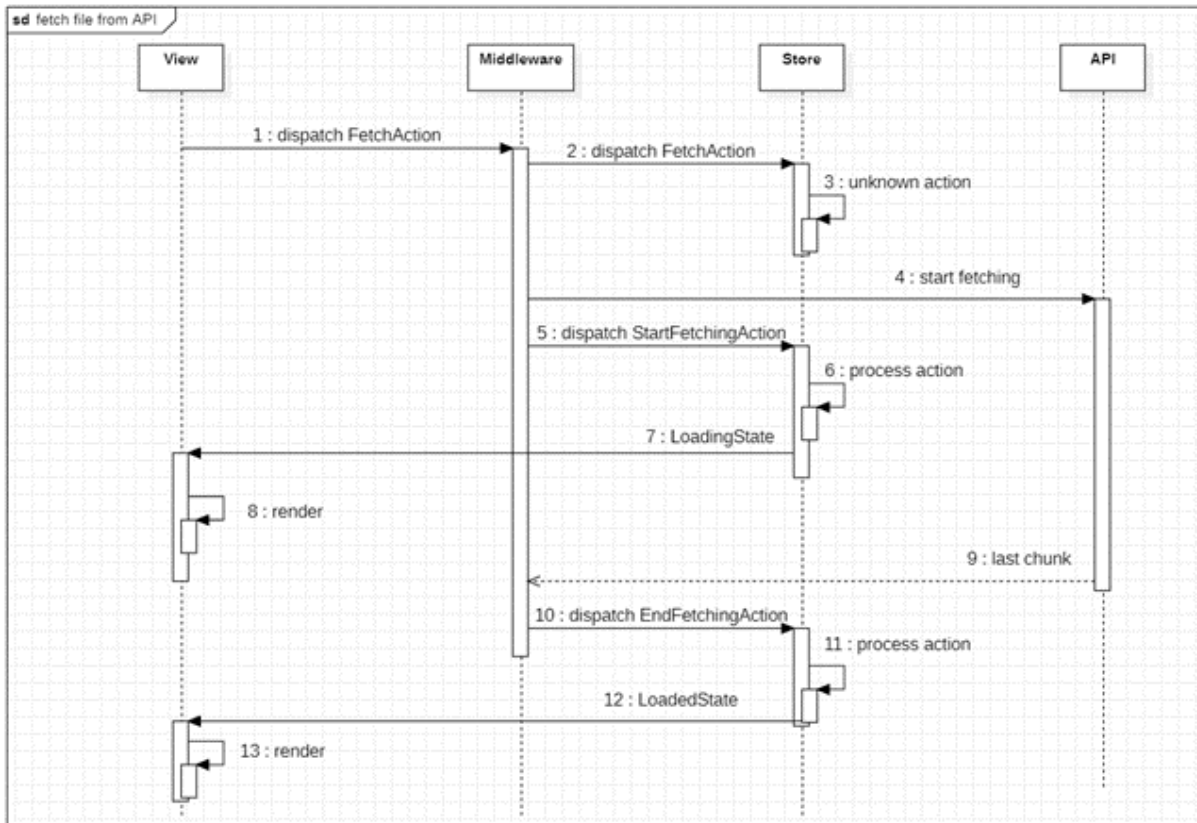 sd fetch file from API
View
Middleware
Store
API
1 : dispatch FetchAction
2 : dispatch FetchAction
3 : unknown action
4 : start fetching
5 : dispatch StartFetchingAction
6 : process action
7 : LoadingState
8 : render
9 : last chunk
10 : dispatch EndFetchingAction
11 : process action
12 : LoadedState
13 : render